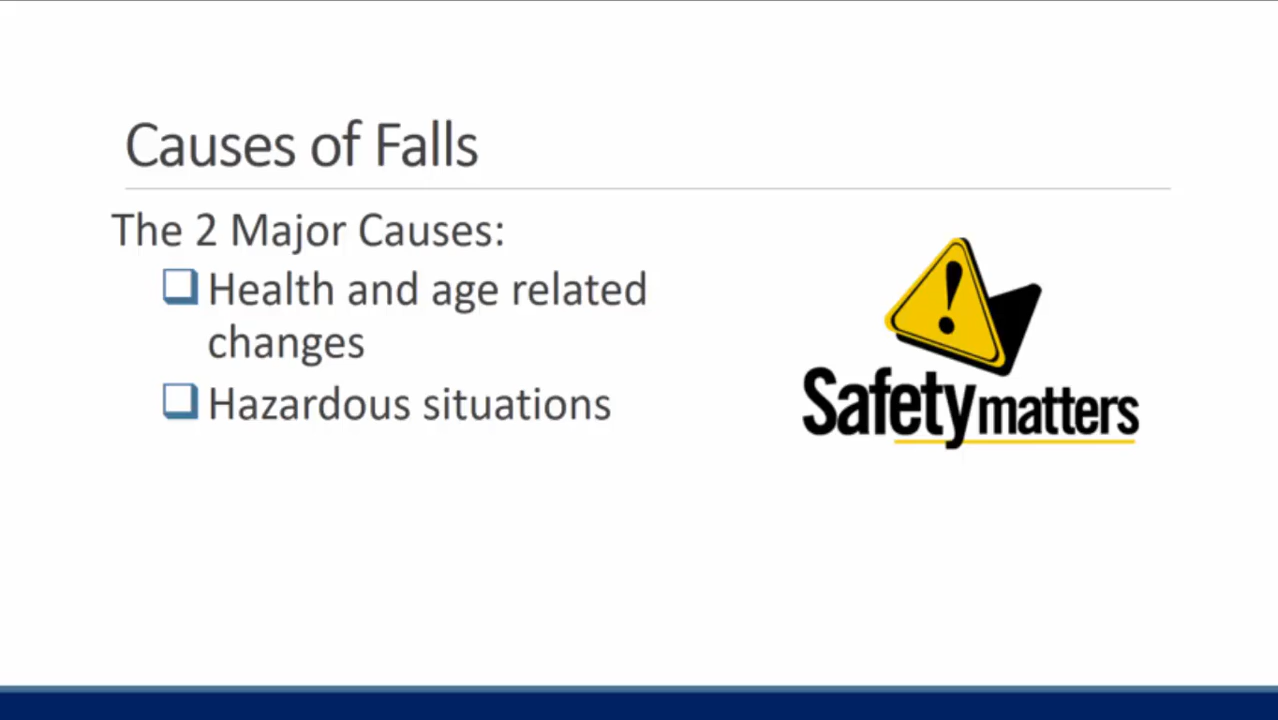 Causes of Falls
The 2 Major Causes:
Health and age related
changes
Hazardous situations
Safety matters